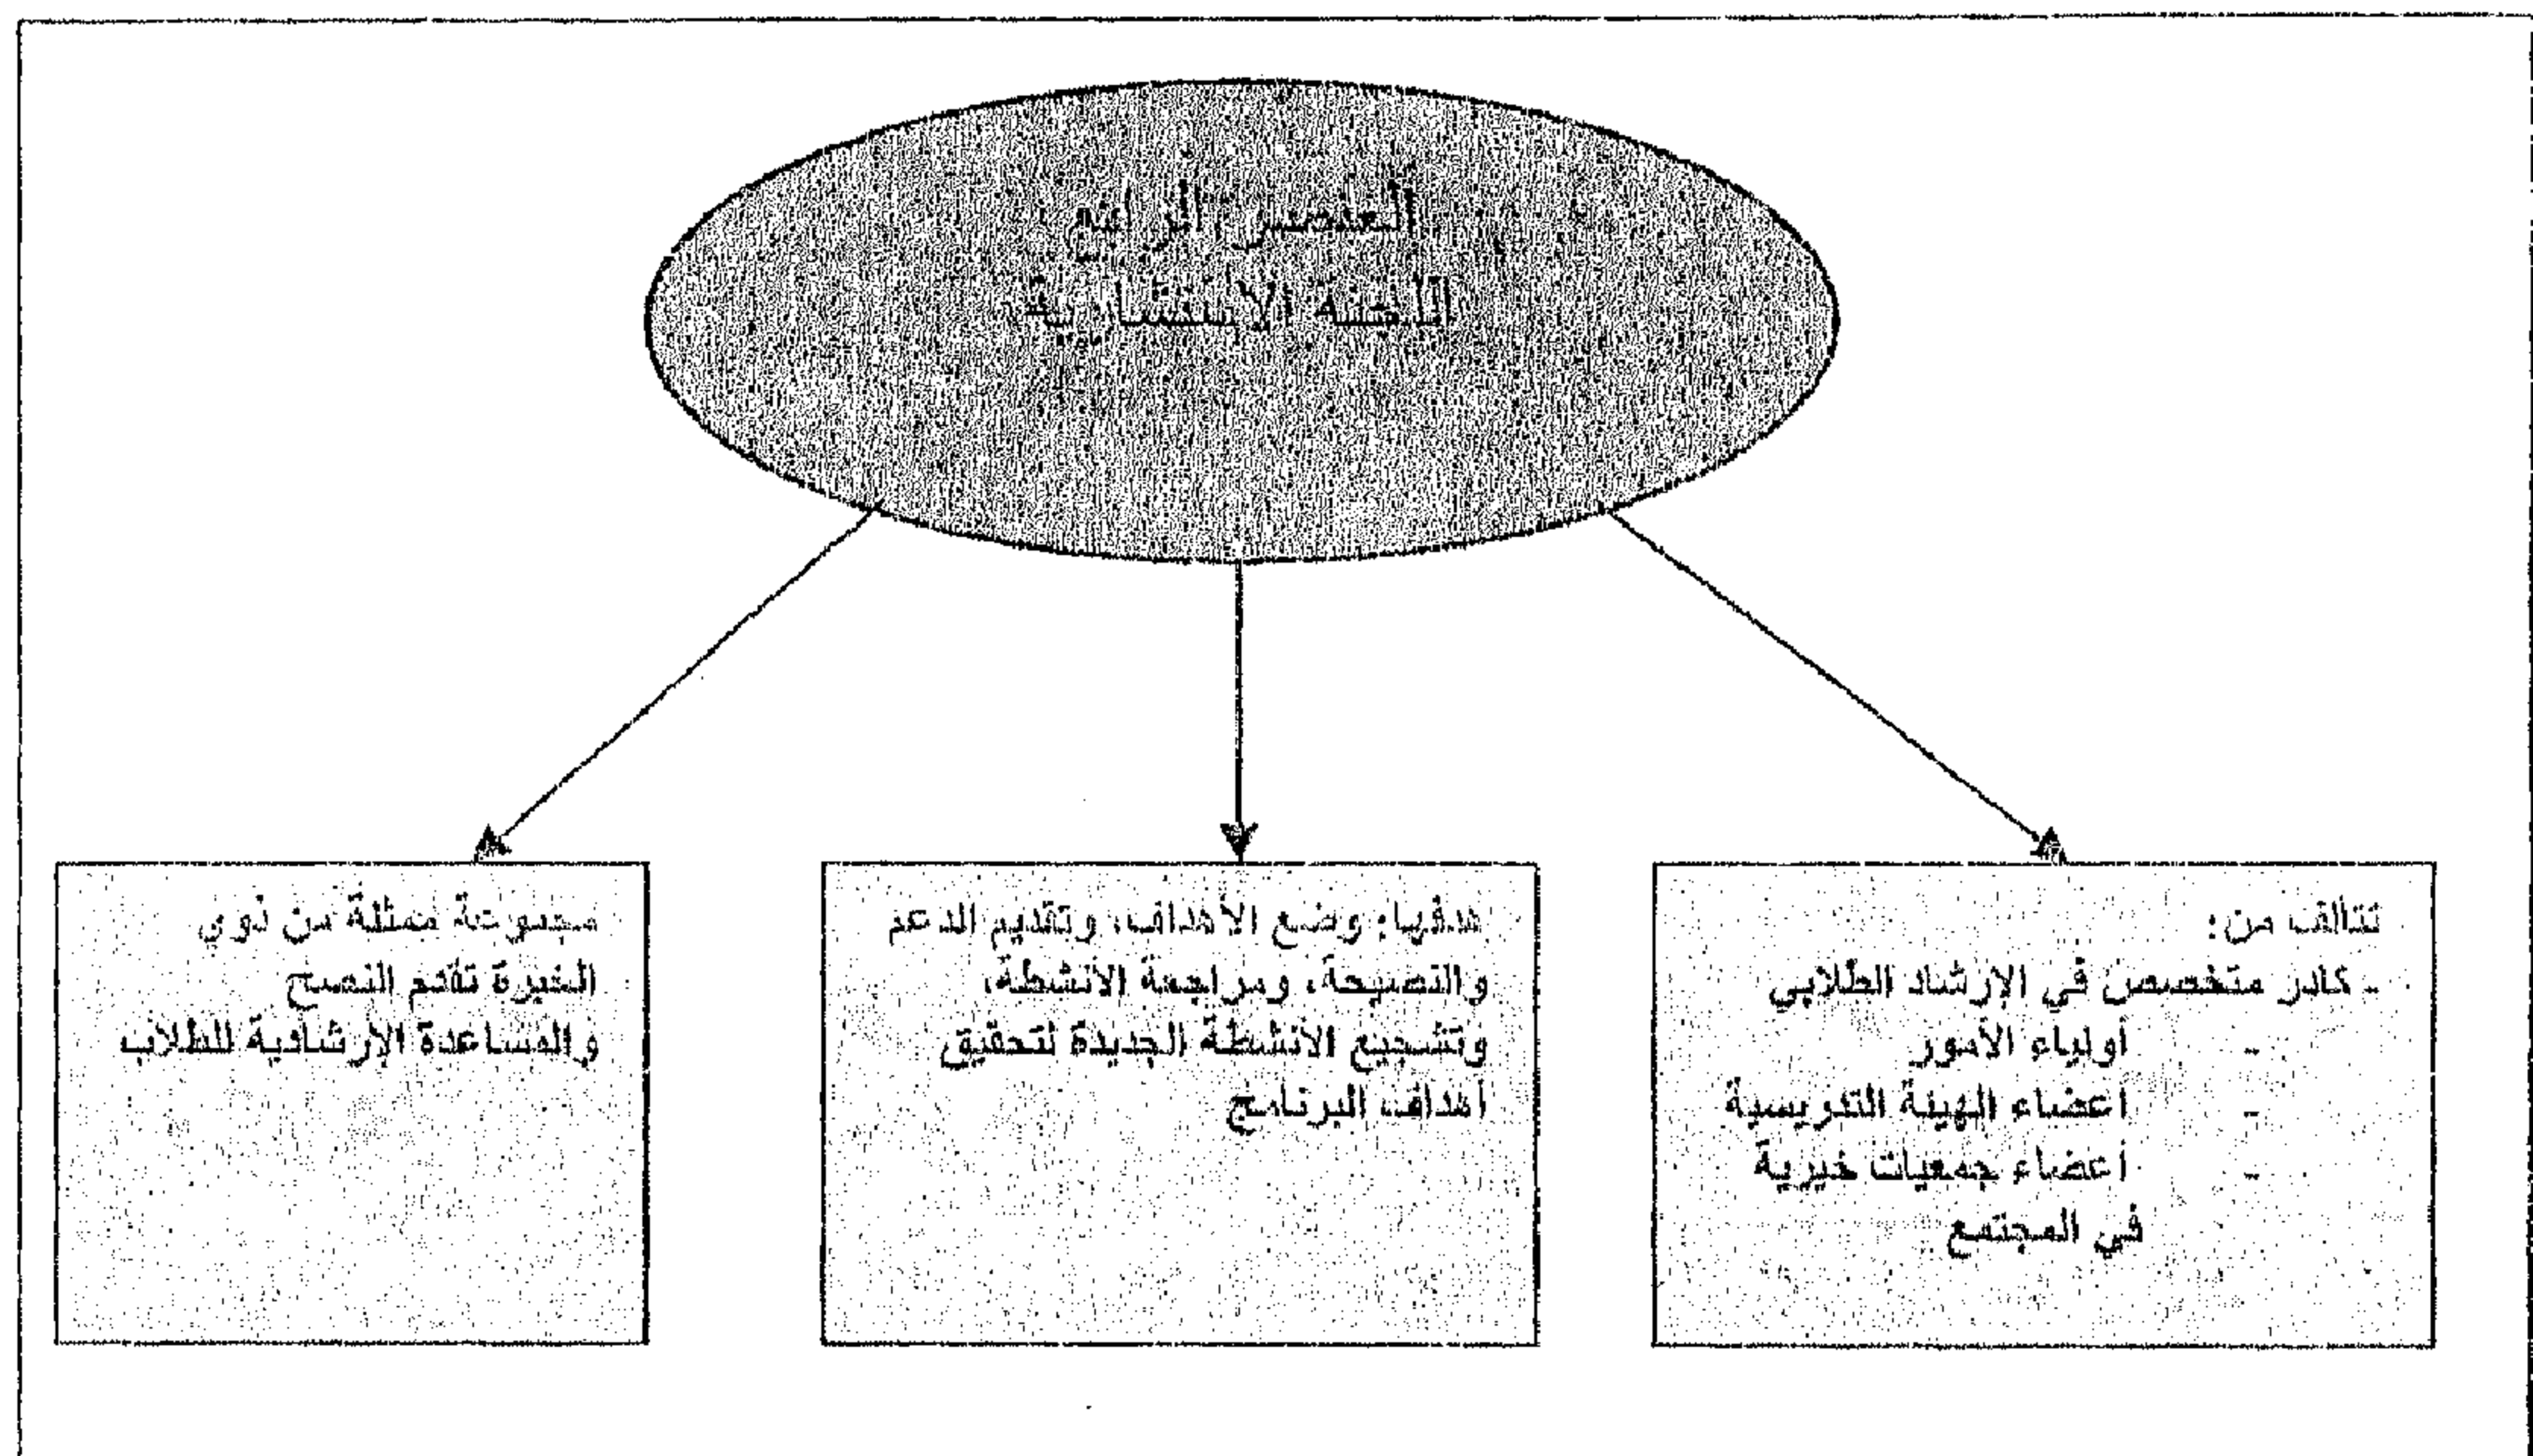 العنصر الرابع
اللجنة الاستشارية
تتألف من:
- كادر متخصص في الإرشاد الطلابي
- أولياء الأمور
- أعضاء الهيئة التدريسية
- أعضاء جمعيات خيرية
في المجتمع
هدفها: وضع الأهداف، وتقديم الدعم
والنصيحة، ومراجعة الأنشطة،
وتشجيع الأنشطة الجديدة لتحقيق
أهداف البرنامج
مجموعة ممثلة من ذوي
الخبرة تقدم النصح
والمساعدة الإرشادية للطلاب